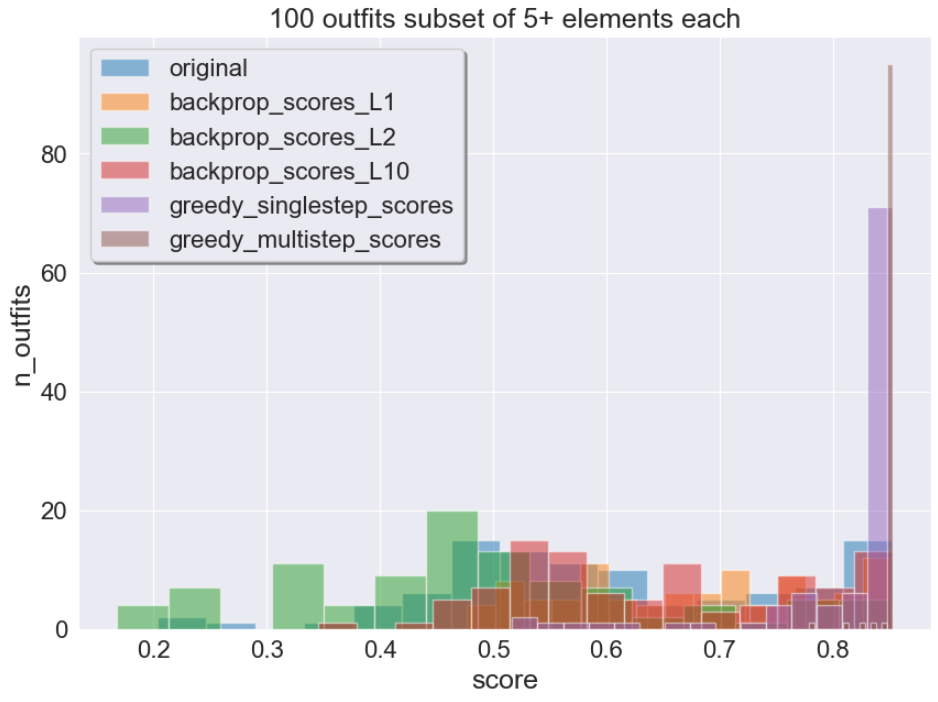 100 outfits subset of 5+ elements each
original
backprop_scores_L1
backprop_scores_L2
backprop_scores_L10
greedy_singlestep_scores
greedy_multistep_scores
80
60
40
20
0
n_outfits
0.2 0.3 0.4 0.5 0.6 0.7 0.8
score